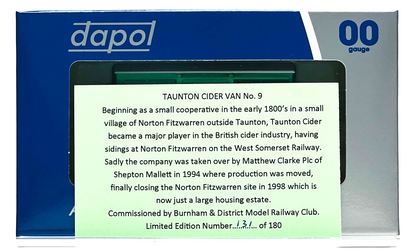 dapol
00
gauge
TAUNTON CIDER VAN No. 9
Beginning as a small cooperative in the early 1800's in a small
village of Norton Fitzwarren outside Taunton, Taunton Cider
became a major player in the British cider industry, having
sidings at Norton Fitzwarren on the West Somerset Railway.
Sadly the company was taken over by Matthew Clarke Plc of
Shepton Mallett in 1994 where production was moved,
finally closing the Norton Fitzwarren site in 1998 which is
now just a large housing estate.
Commissioned by Burnham & District Model Railway Club.
Limited Edition Number of 180